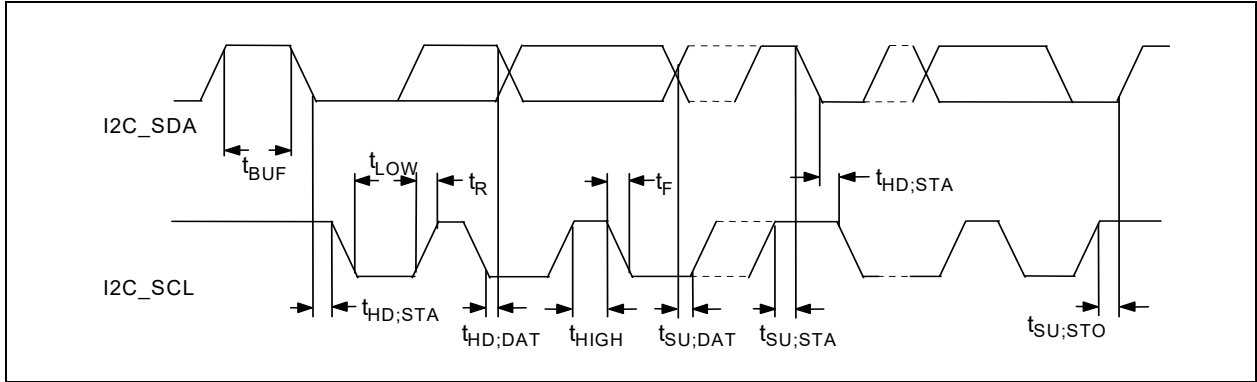 I2C_SDA
tBUF
tLOW
tR
tF
tHD;STA
I2C_SCL
tHD;STA
tHD;DAT
tHIGH
tSU;DAT
tSU;STA
tSU;STO